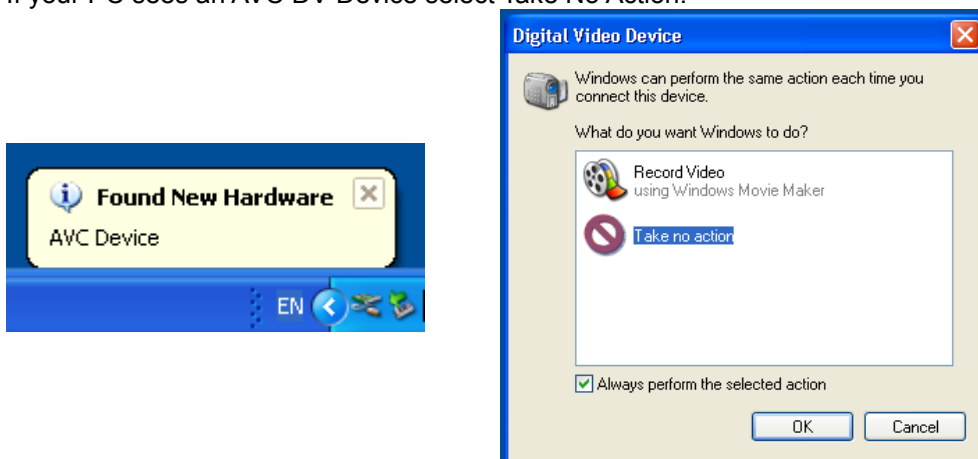 If your PC sees an AVC DV Device select Take No Action.
Found New Hardware
AVC Device
EN
Digital Video Device
Windows can perform the same action each time you
connect this device.
What do you want Windows to do?
Record Video
using Windows Movie Maker
Take no action
Always perform the selected action
OK
Cancel